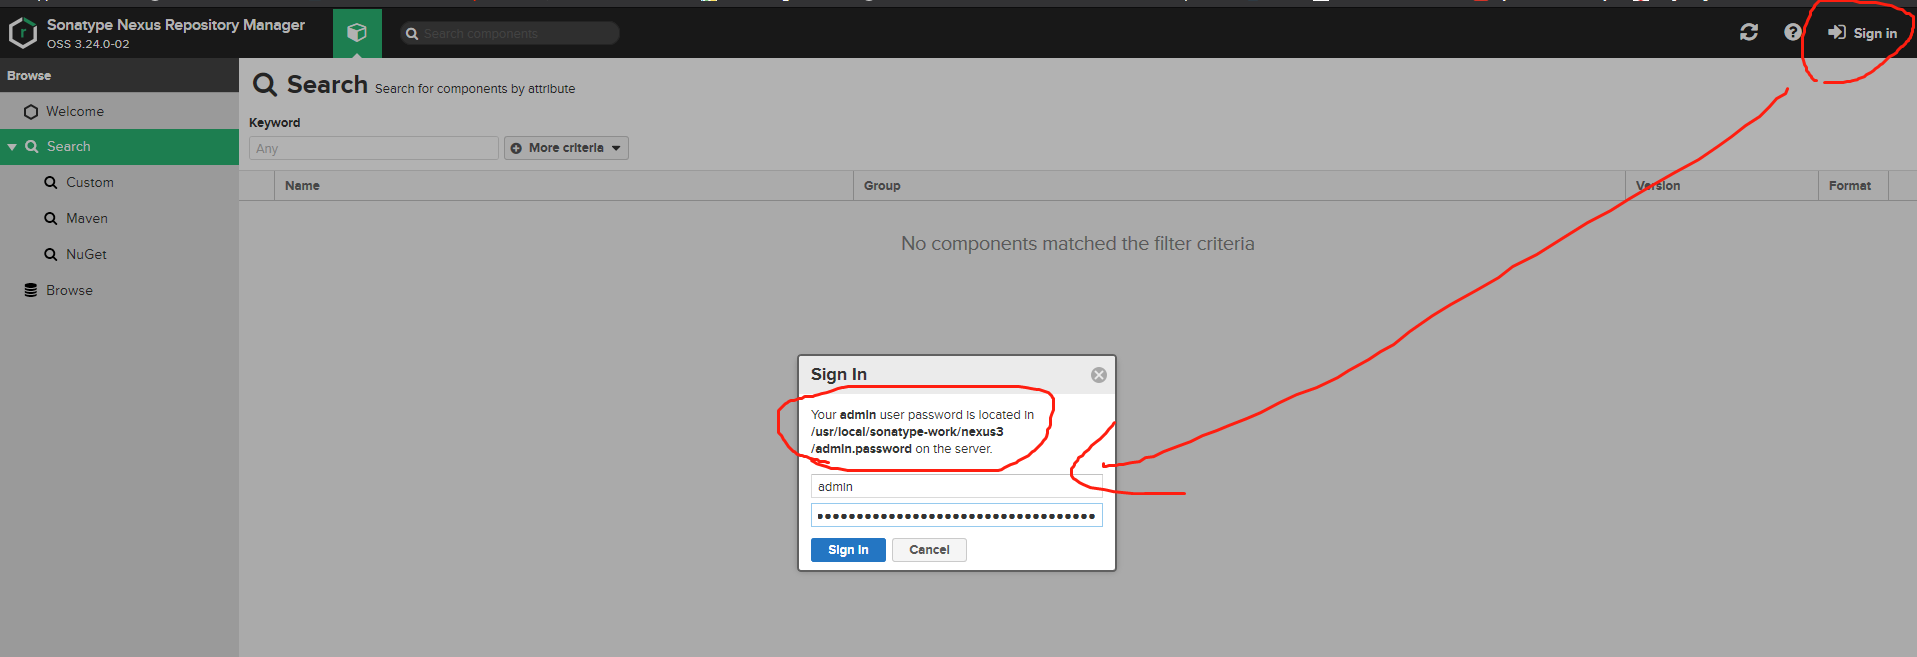 Sonatype Nexus Repository Manager
OSS 3.24.0-02
Search components
Sign in
Browse
Welcome
Search
Custom
Maven
NuGet
Browse
Search Search for components by attribute
Keyword
Any
More criteria
Name Group Version Format
No components matched the filter criteria
Sign In
Your admin user password is located in
/usr/local/sonatype-work/nexus3
/admin.password on the server.
admin
Sign in Cancel